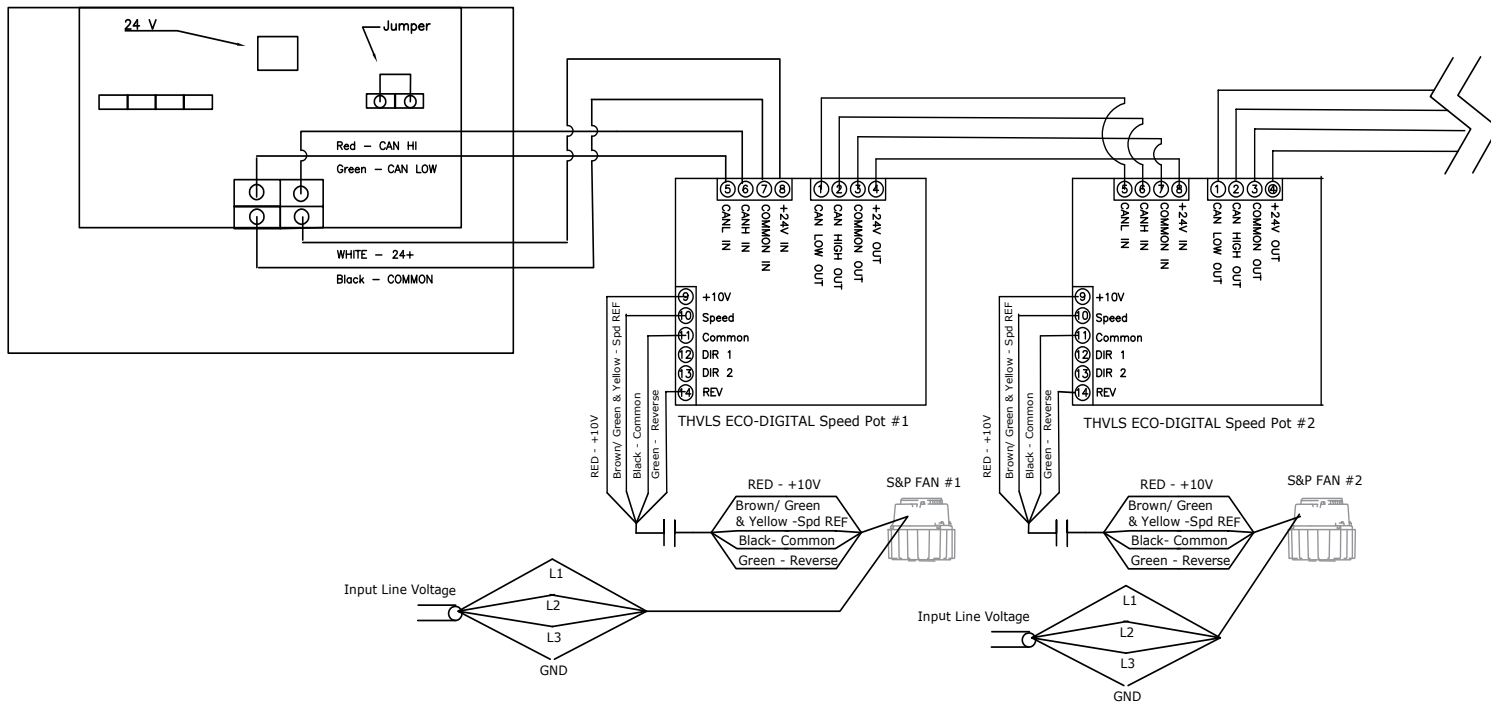 24 V
Jumper
Red - CAN HI
Green - CAN LOW
WHITE - 24+
Black - COMMON
5 6 7 8
1 2 3 4
CANL IN
CANH IN
COMMON IN
+24V IN
CAN LOW OUT
CAN HIGH OUT
COMMON OUT
+24V OUT
9 +10V
10 Speed
11 Common
12 DIR 1
13 DIR 2
14 REV
RED - +10V
Brown/ Green & Yellow - Spd REF
Black - Common
Green - Reverse
THVLS ECO-DIGITAL Speed Pot #1
RED - +10V
Brown/ Green
& Yellow -Spd REF
Black- Common
Green - Reverse
S&P FAN #1
Input Line Voltage
L1
L2
L3
GND
5 6 7 8
1 2 3 4
CANL IN
CANH IN
COMMON IN
+24V IN
CAN LOW OUT
CAN HIGH OUT
COMMON OUT
+24V OUT
9 +10V
10 Speed
11 Common
12 DIR 1
13 DIR 2
14 REV
RED - +10V
Brown/ Green & Yellow - Spd REF
Black - Common
Green - Reverse
THVLS ECO-DIGITAL Speed Pot #2
RED - +10V
Brown/ Green
& Yellow -Spd REF
Black- Common
Green - Reverse
S&P FAN #2
Input Line Voltage
L1
L2
L3
GND